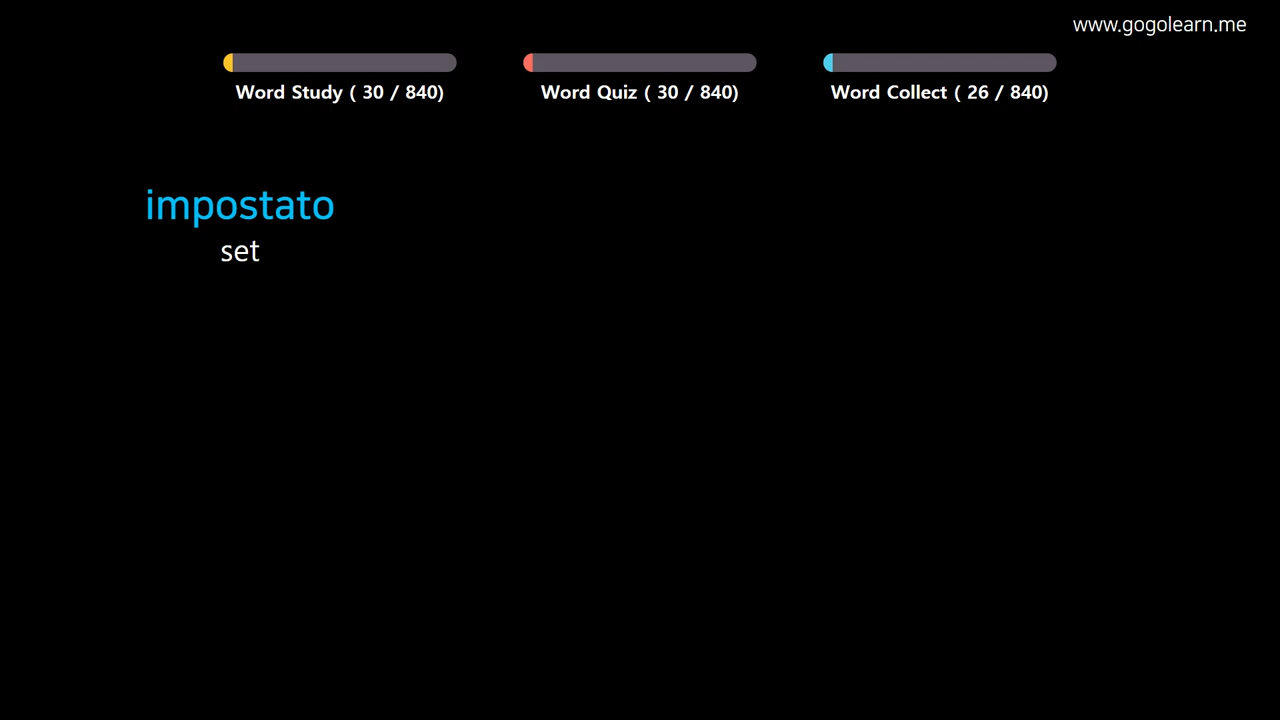 www.gogolearn.me
Word Study ( 30 / 840)
Word Quiz ( 30 / 840)
Word Collect ( 26 / 840)
impostato
set